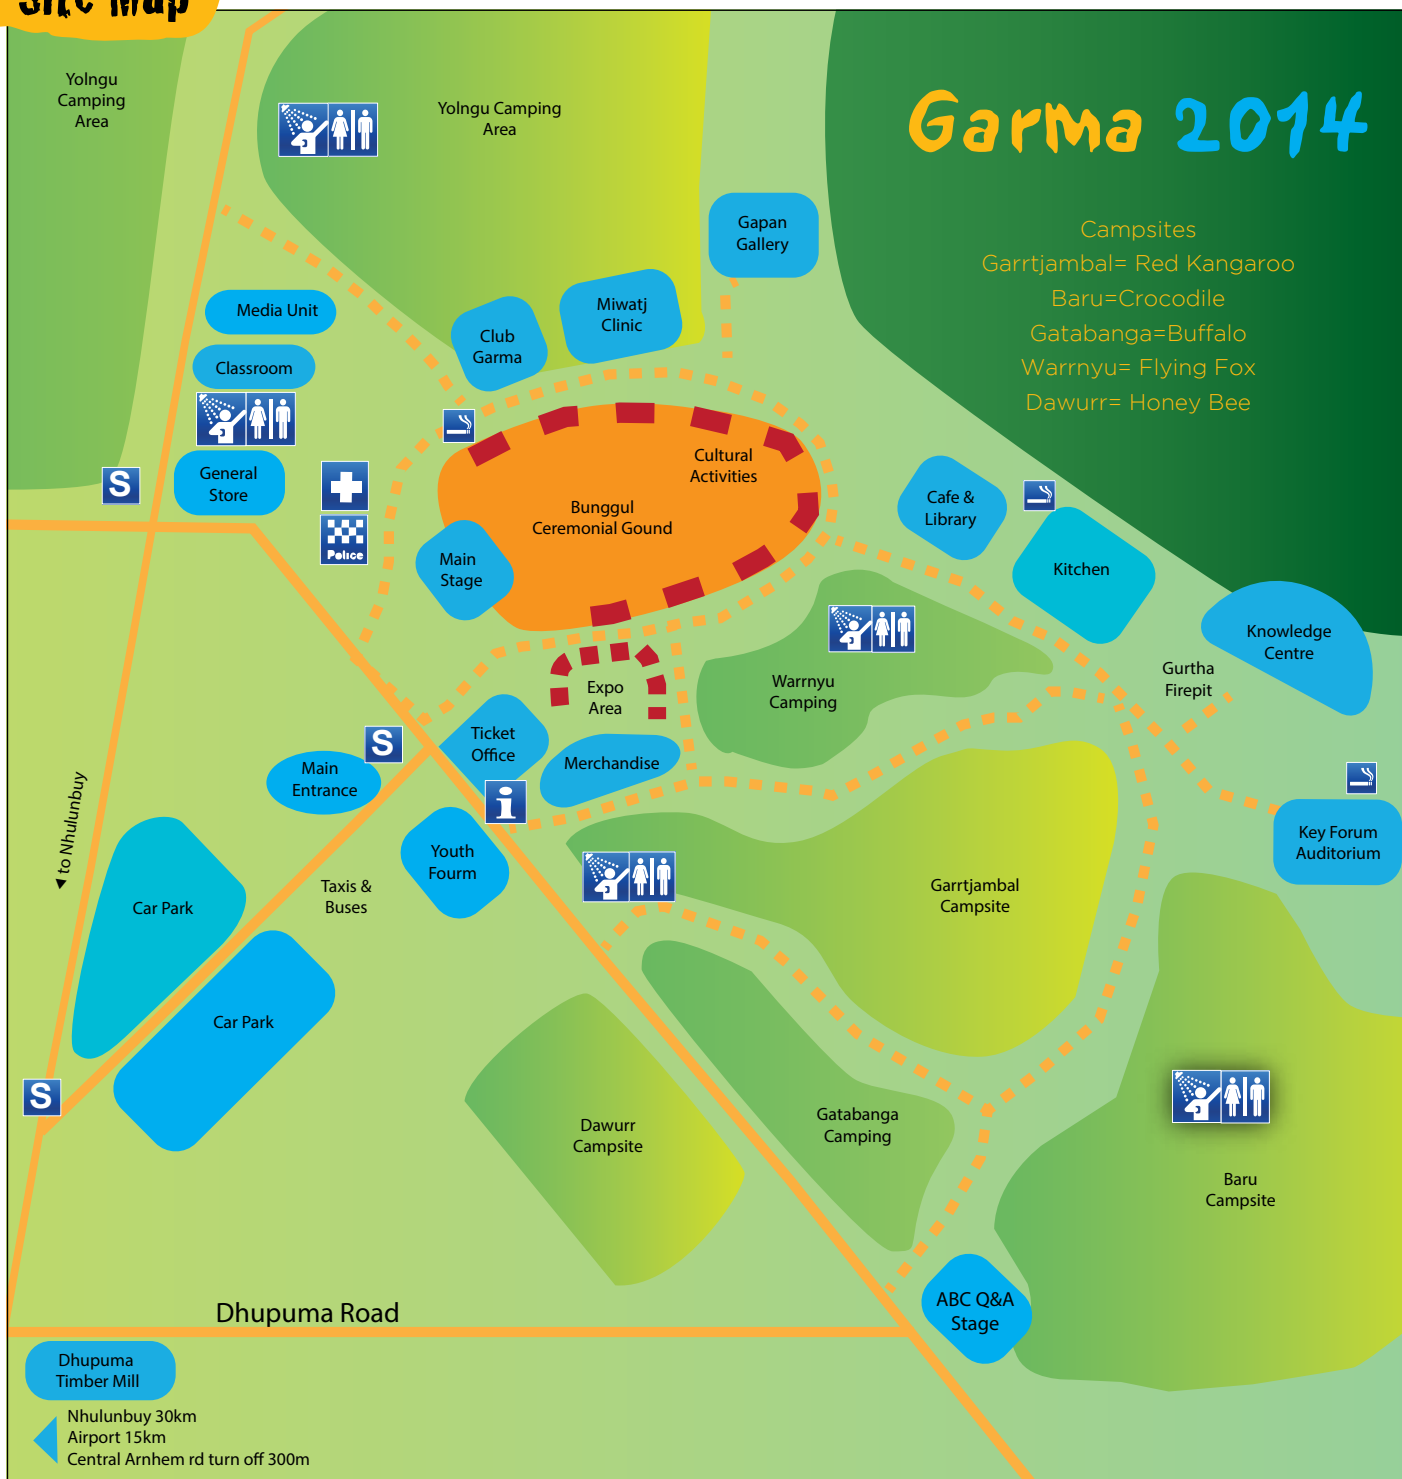 Site Map
Garma 2014
Campsites
Garrtjambal= Red Kangaroo
Baru=Crocodile
Gatabanga=Buffalo
Warrnyu= Flying Fox
Dawurr= Honey Bee
Yolngu
Camping
Area
Yolngu Camping
Area
Gapan
Gallery
Media Unit
Miwatj
Clinic
Club
Garma
Classroom
General
Store
S
Police
Cultural
Activities
Bunggul
Ceremonial Gound
Main
Stage
Cafe &
Library
Kitchen
Knowledge
Centre
Gurtha
Firepit
Warrnyu
Camping
Expo
Area
Ticket
Office
Merchandise
S
Main
Entrance
i
Youth
Fourm
Taxis &
Buses
to Nhulunbuy
Car Park
Car Park
S
Key Forum
Auditorium
Garrtjambal
Campsite
Gatabanga
Camping
Dawurr
Campsite
Baru
Campsite
ABC Q&A
Stage
Dhupuma Road
Dhupuma
Timber Mill
Nhulunbuy 30km
Airport 15km
Central Arnhem rd turn off 300m